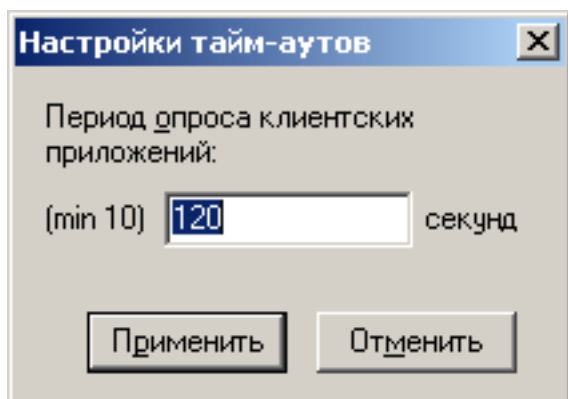 Настройки тайм-аутов
Период опроса клиентских
приложений:
(min 10) 120 секунд
Применить Отменить